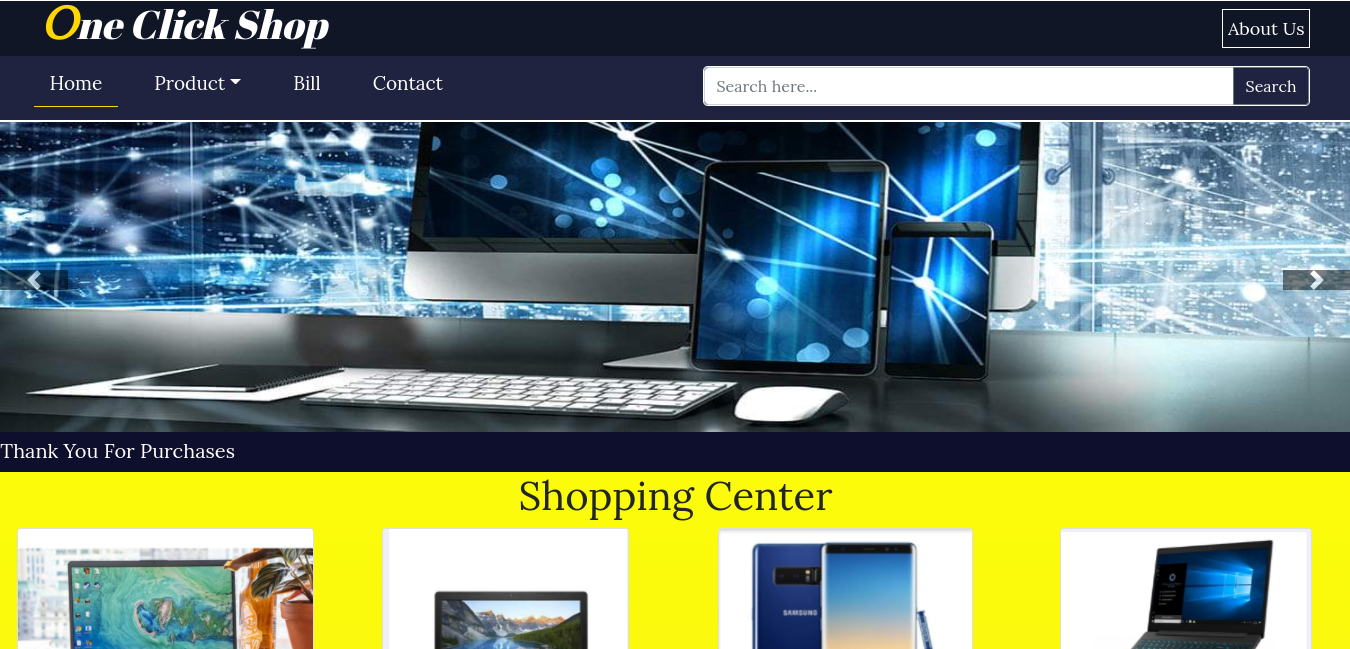 One Click Shop
About Us
Home Product Bill Contact
Search here...
Search
Thank You For Purchases
Shopping Center
SAMSUNG